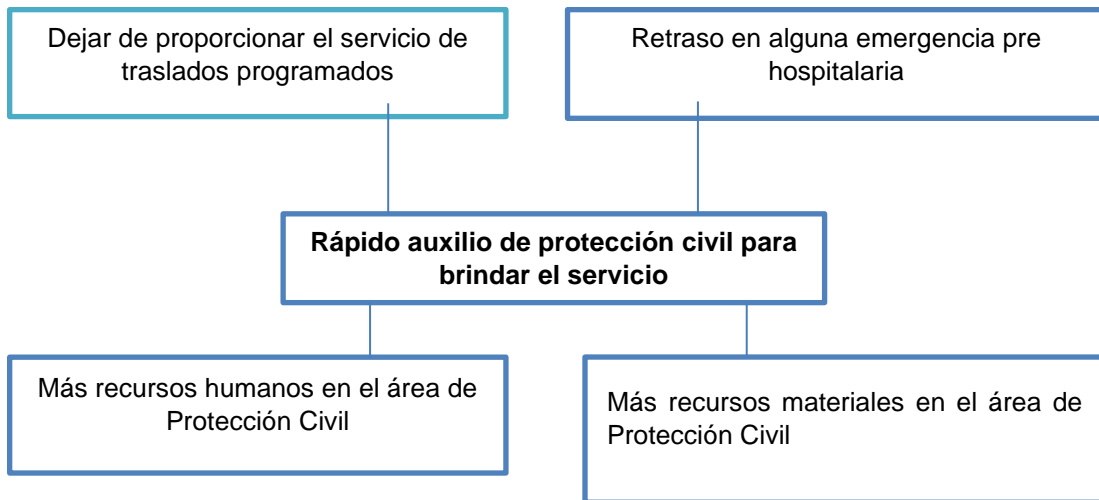 Dejar de proporcionar el servicio de
traslados programados
Retraso en alguna emergencia pre
hospitalaria
Rápido auxilio de protección civil para
brindar el servicio
Más recursos humanos en el área de
Protección Civil
Más recursos materiales en el área de
Protección Civil